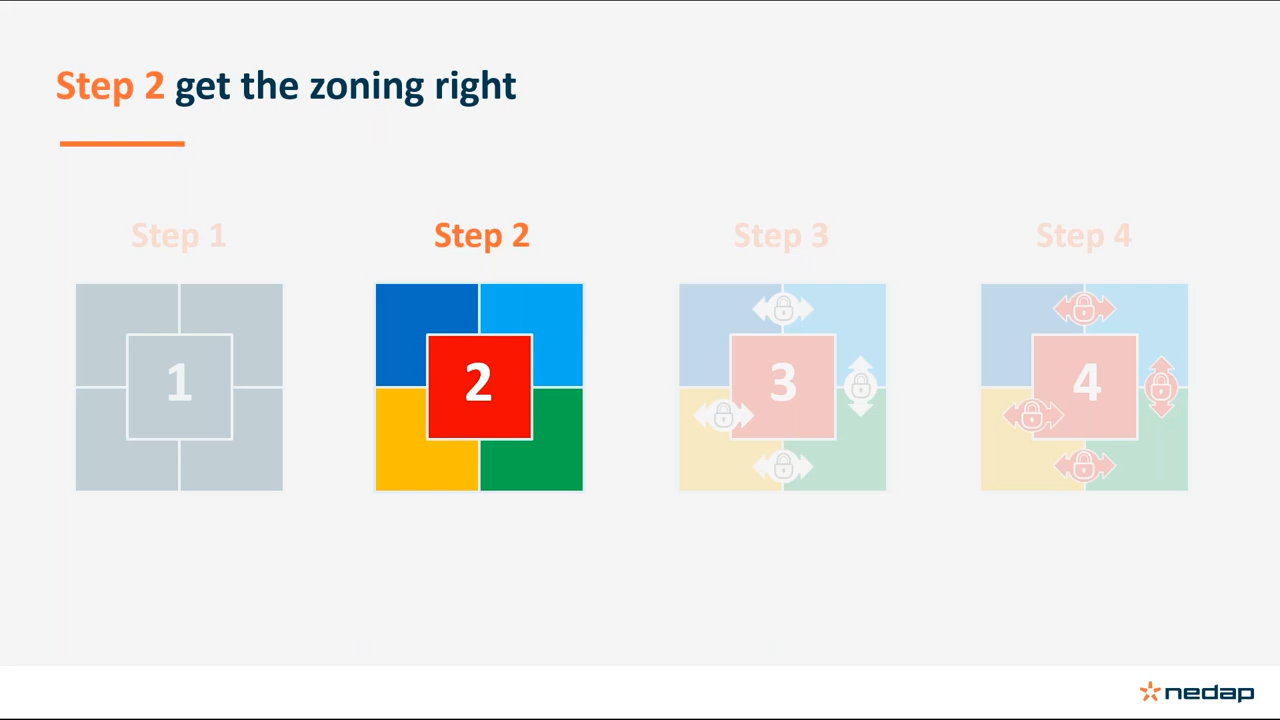 Step 2 get the zoning right
Step 1
Step 2
Step 3
Step 4
1
2
3
4
nedap